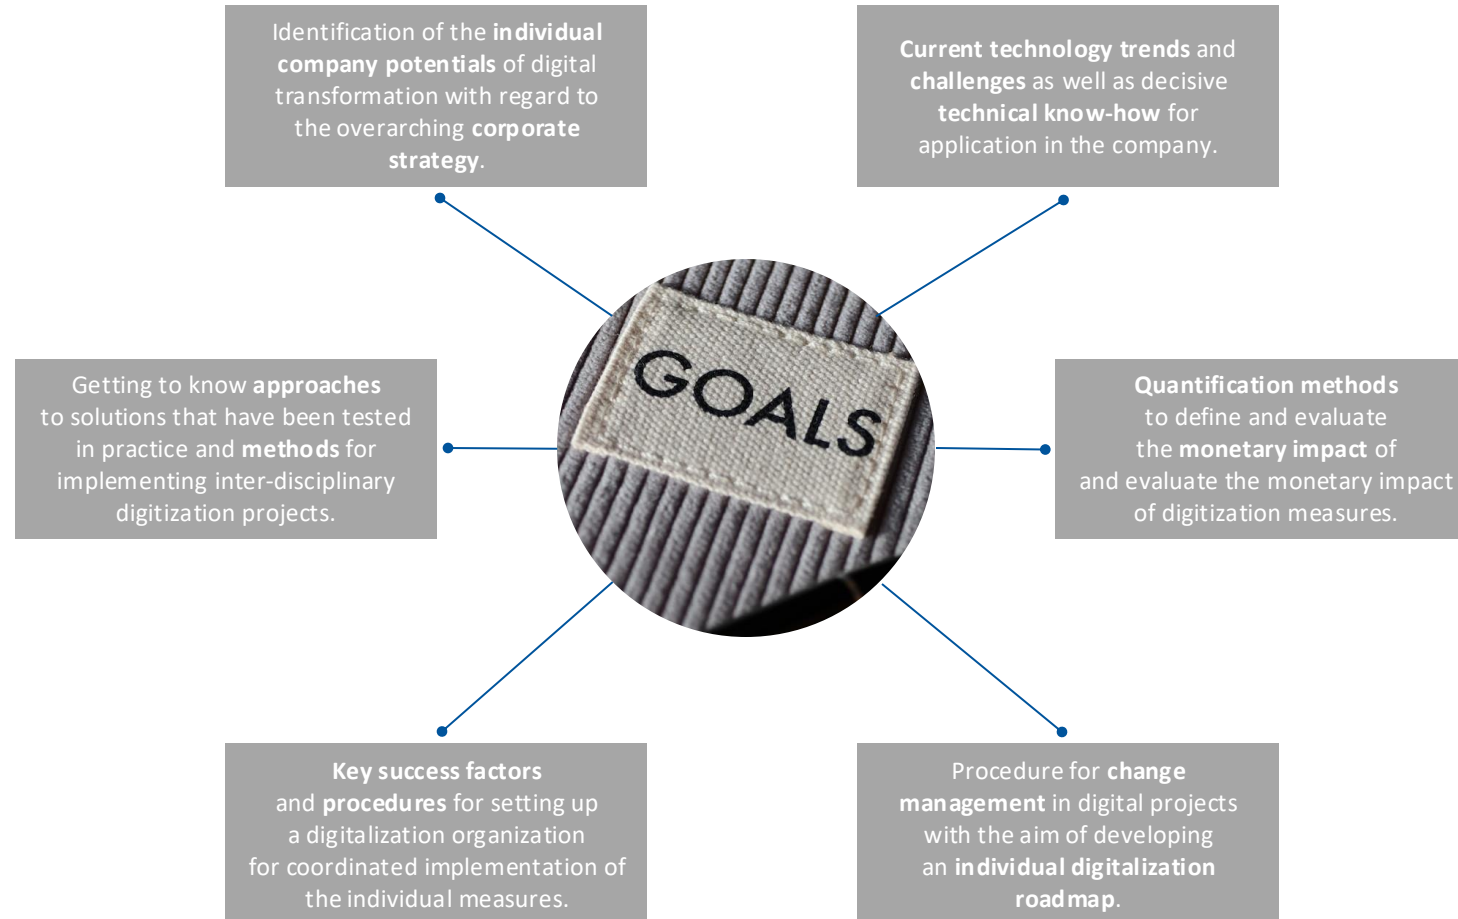 Identification of the individual
company potentials of digital
transformation with regard to
the overarching corporate
strategy.
Current technology trends and
challenges as well as decisive
technical know-how for
application in the company.
Getting to know approaches
to solutions that have been tested
in practice and methods for
implementing inter-disciplinary
digitization projects.
GOALS
Quantification methods
to define and evaluate
the monetary impact of
and evaluate the monetary impact
of digitization measures.
Key success factors
and procedures for setting up
a digitalization organization
for coordinated implementation of
the individual measures.
Procedure for change
management in digital projects
with the aim of developing
an individual digitalization
roadmap.